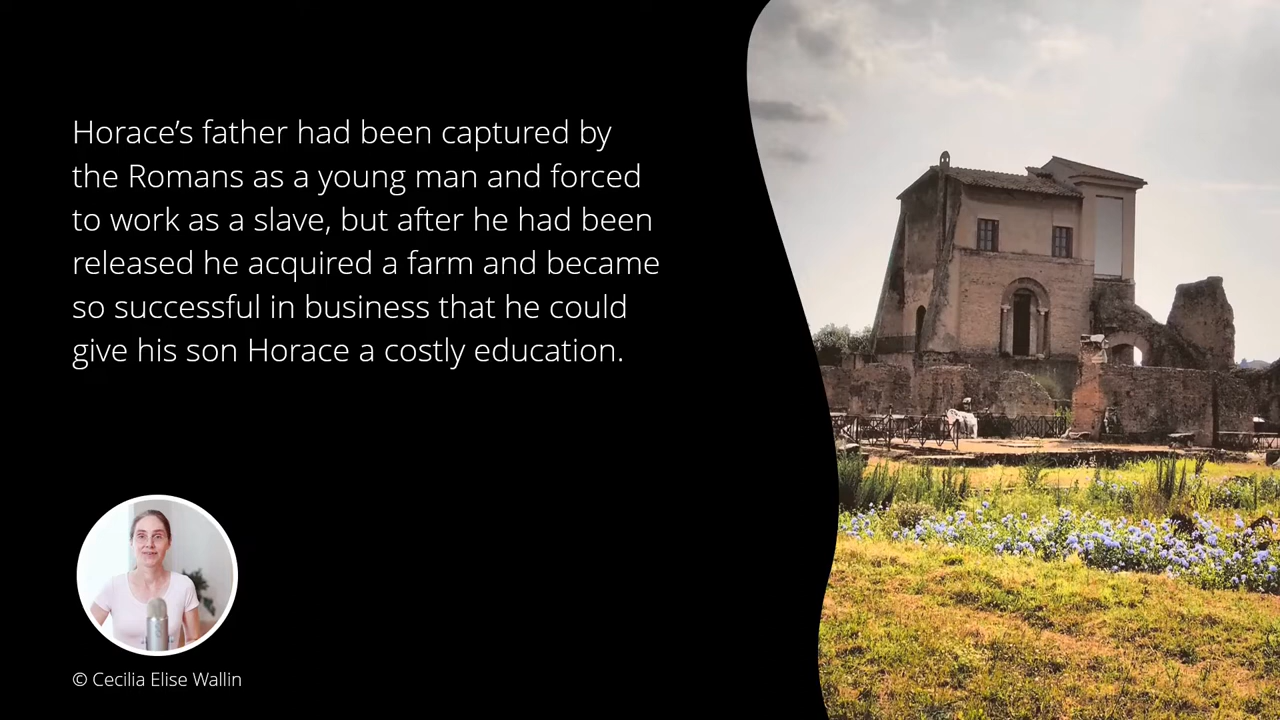 Horace’s father had been captured by
the Romans as a young man and forced
to work as a slave, but after he had been
released he acquired a farm and became
so successful in business that he could
give his son Horace a costly education.
© Cecilia Elise Wallin